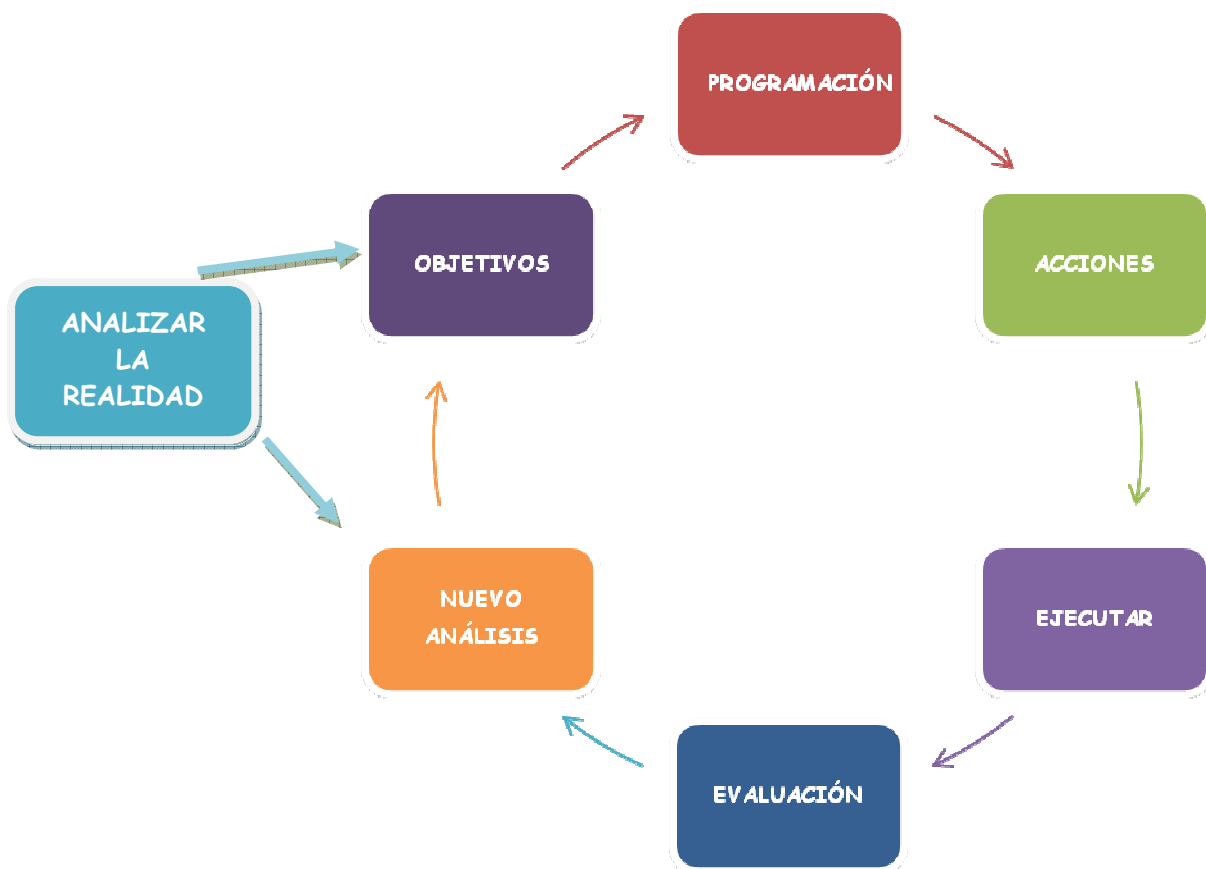 PROGRAMACIÓN
OBJETIVOS
ACCIONES
ANALIZAR
LA
REALIDAD
NUEVO
ANÁLISIS
EJECUTAR
EVALUACIÓN